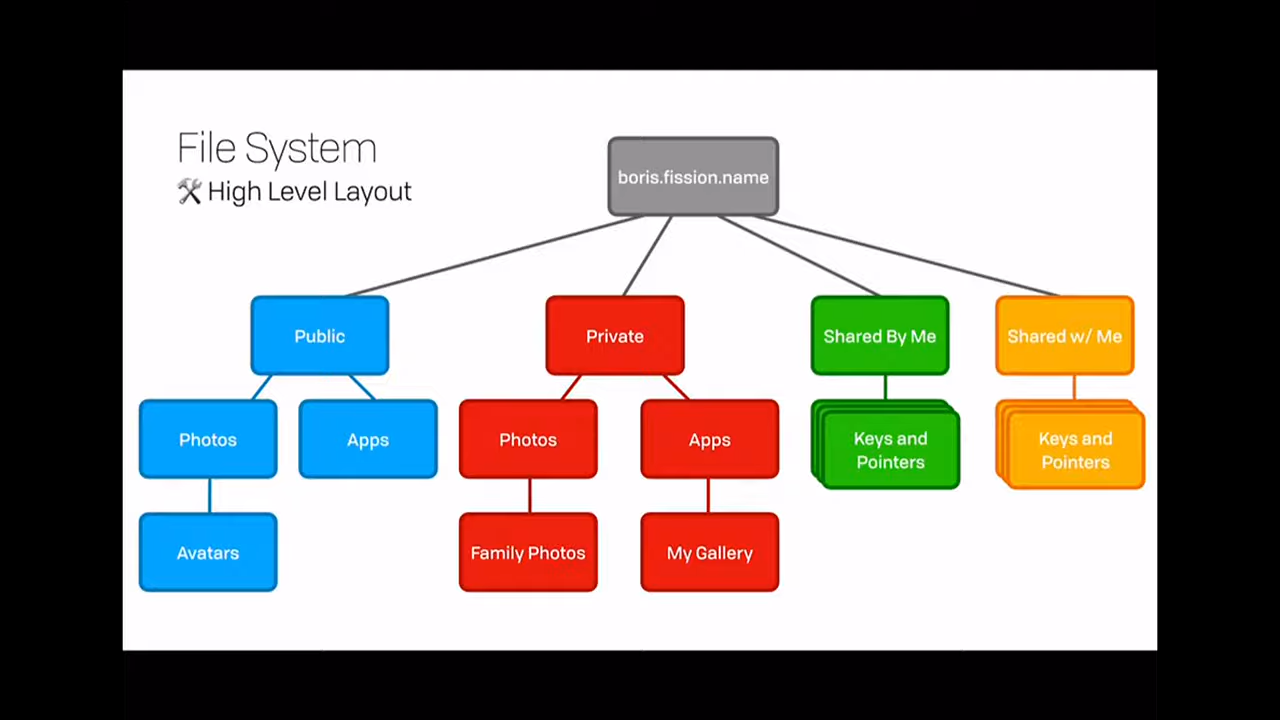 File System
🛠 High Level Layout
boris.fission.name
Public
Private
Shared By Me
Shared w/ Me
Photos
Apps
Photos
Apps
Keys and
Pointers
Keys and
Pointers
Avatars
Family Photos
My Gallery